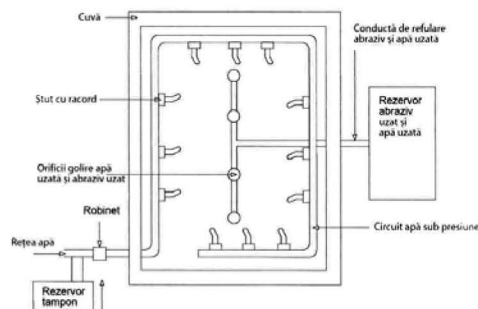 Cuvă
Conductă de refulare
abraziv și apă uzată
Ștut cu racord
Rezervor
abraziv
uzat și
apă uzată
Orificii golire apă
uzată și abraziv uzat
Robinet
Circuit apă sub presiune
Rețea apă
Rezervor
tampon